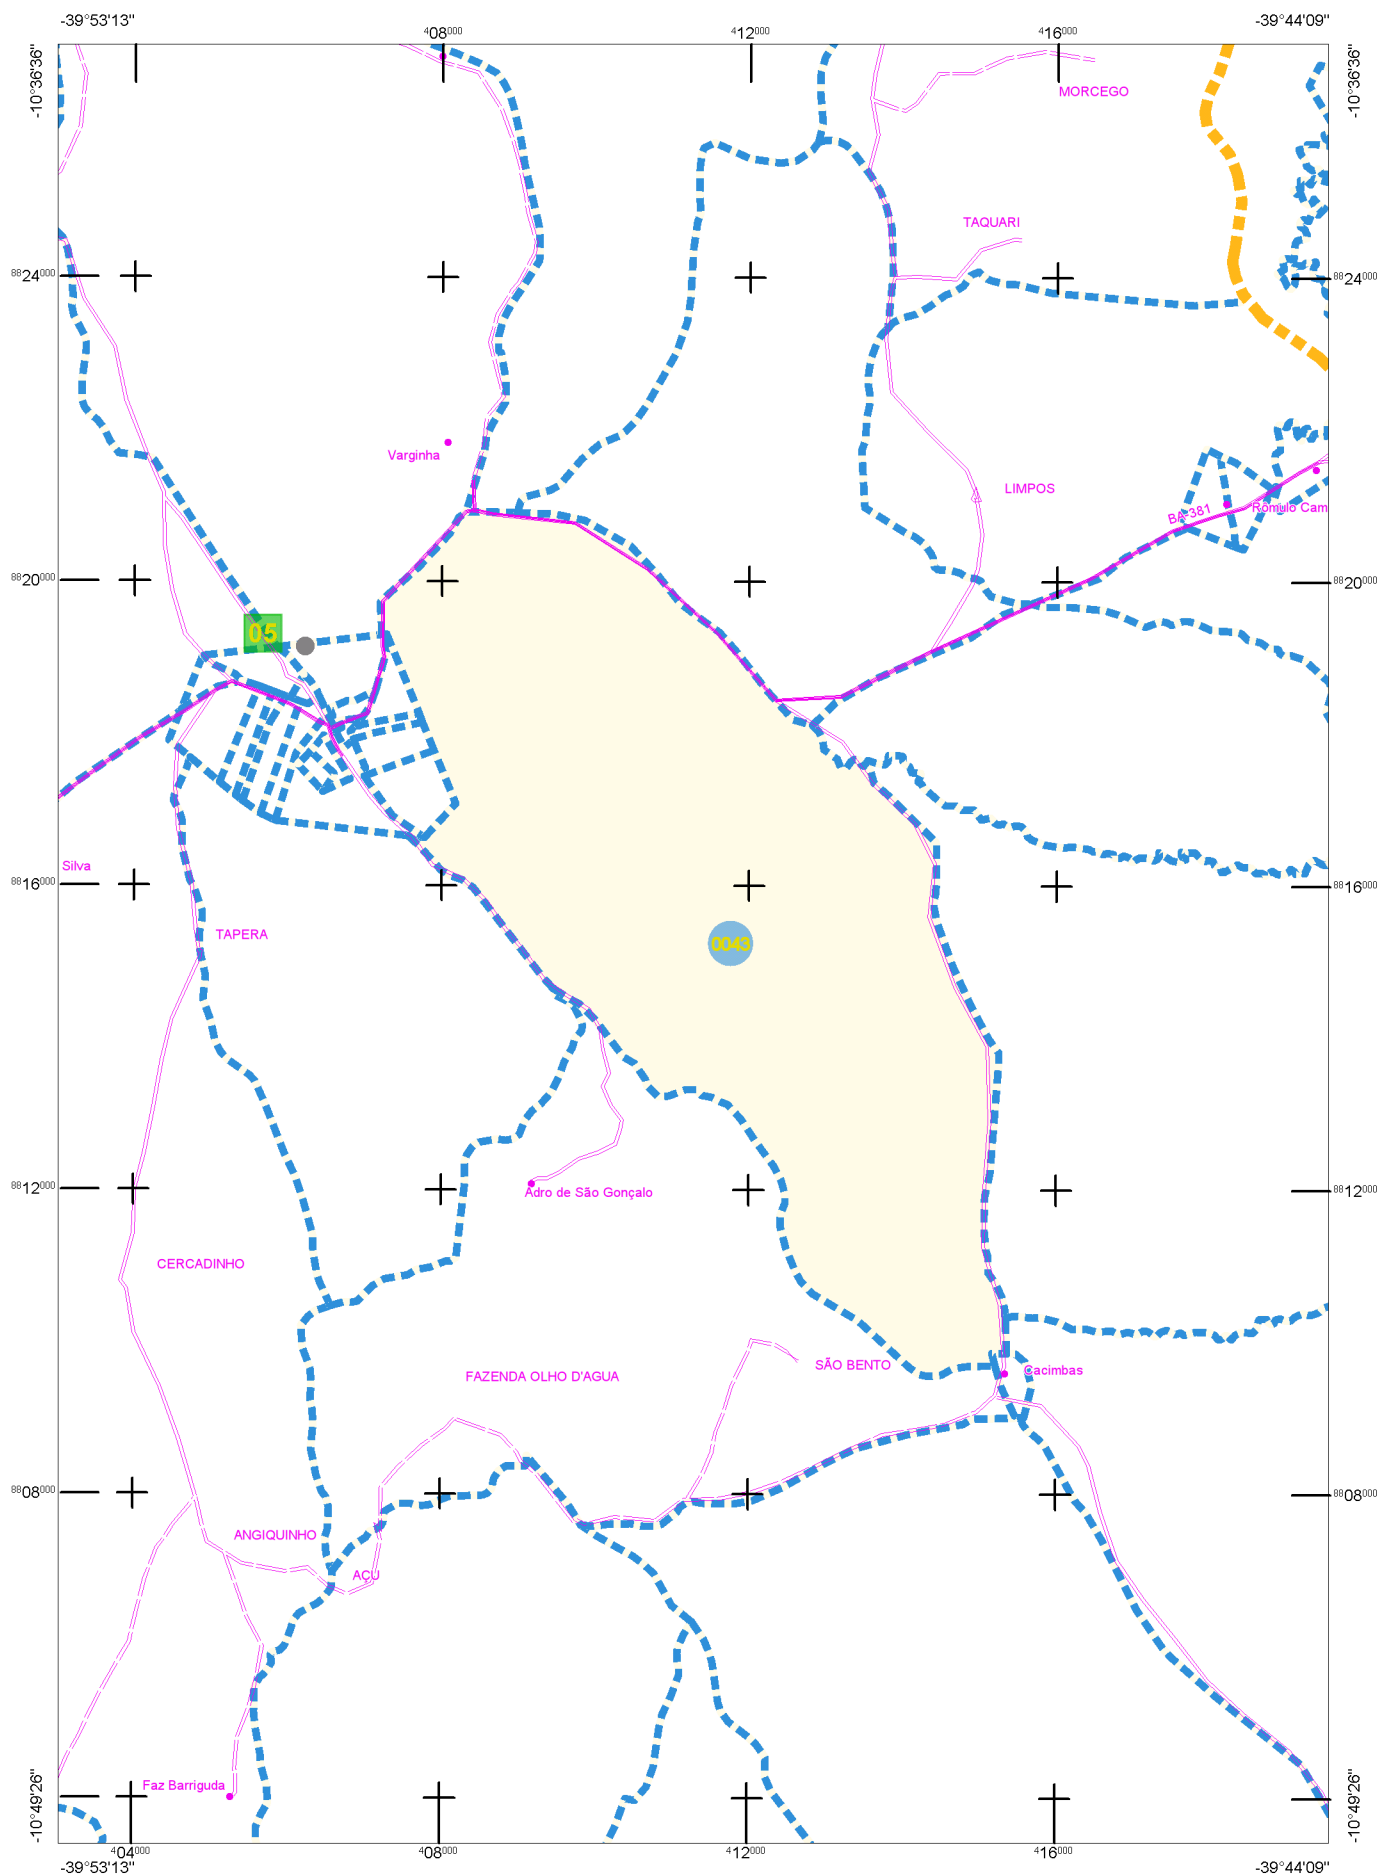 -39°53'13" -39°44'09"
408000 412000 416000
-10°36'36" -10°36'36"
MORCEGO
TAQUARI
8824000 8824000
Varginha
LIMPOS
BA-381 Romulo Cam
8820000 8820000
05
Silva
8816000 8816000
TAPERA
0043
8812000 8812000
Adro de São Gonçalo
CERCADINHO
SÃO BENTO
Cacimbas
FAZENDA OLHO D'AGUA
8808000 8808000
ANGIQUINHO
AÇU
Faz Barriguda
-10°49'26" -10°49'26"
404000 408000 412000 416000
-39°53'13" -39°44'09"